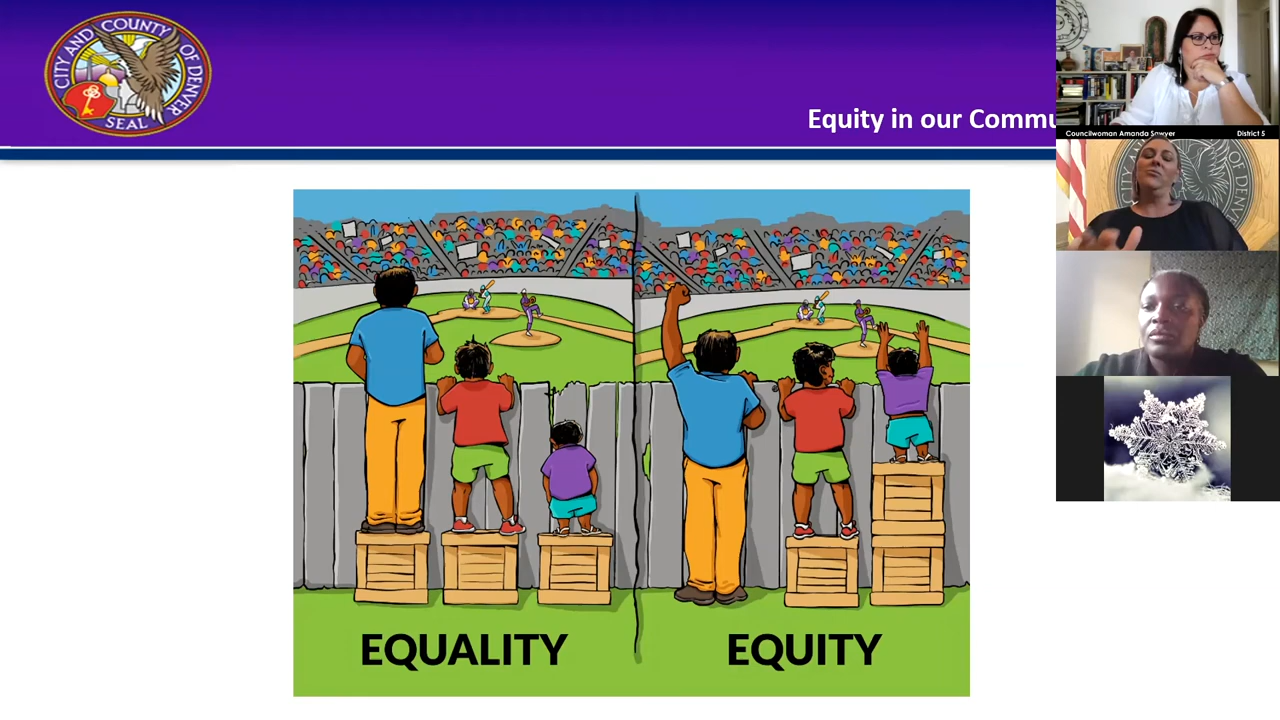 CITY AND COUNTY OF DENVER
SEAL
Equity in our Commu
Councilwoman Amanda Sawyer District 5
EQUALITY
EQUITY